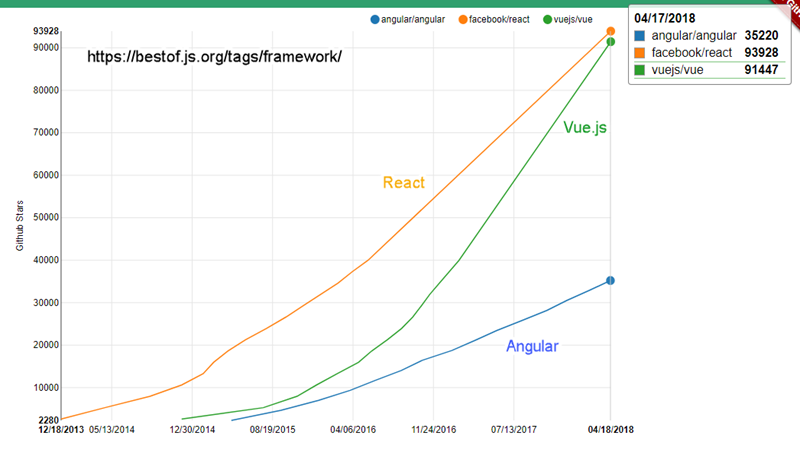 angular/angular facebook/react vuejs/vue
04/17/2018
angular/angular 35220
facebook/react 93928
vuejs/vue 91447
https://bestof.js.org/tags/framework/
93928
90000
80000
70000
60000
50000
40000
30000
20000
10000
2280
Github Stars
Vue.js
React
Angular
12/18/2013 05/13/2014 12/30/2014 08/19/2015 04/06/2016 11/24/2016 07/13/2017 04/18/2018